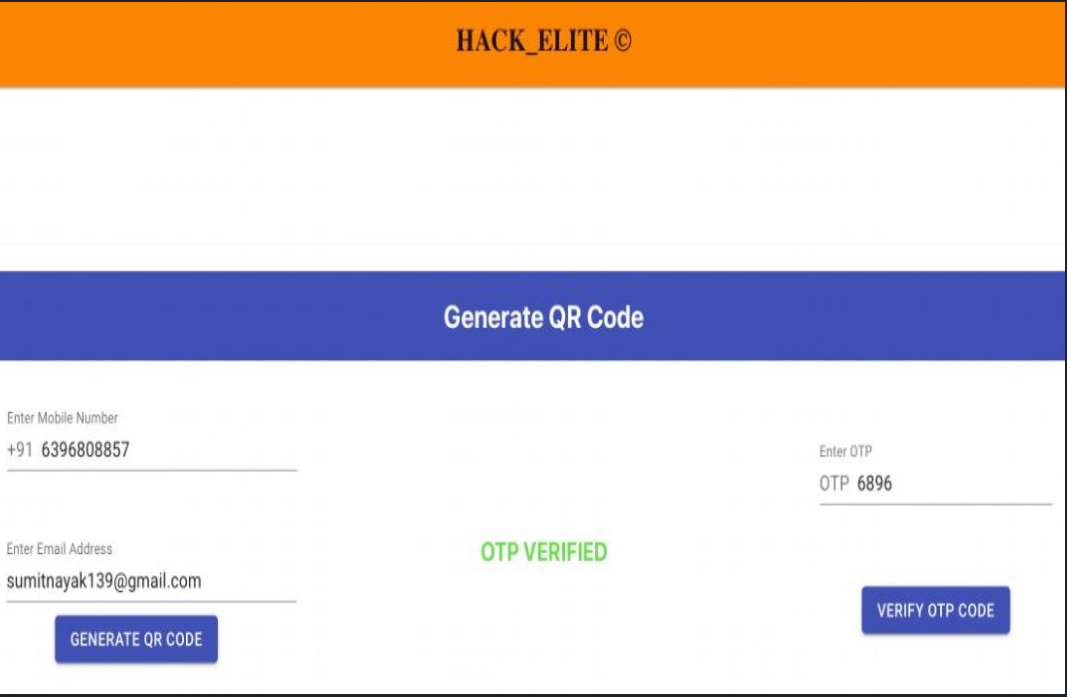 HACK_ELITE ©
Generate QR Code
Enter Mobile Number
+91 6396808857
Enter OTP
OTP 6896
Enter Email Address
sumitnayak139@gmail.com
OTP VERIFIED
GENERATE QR CODE
VERIFY OTP CODE